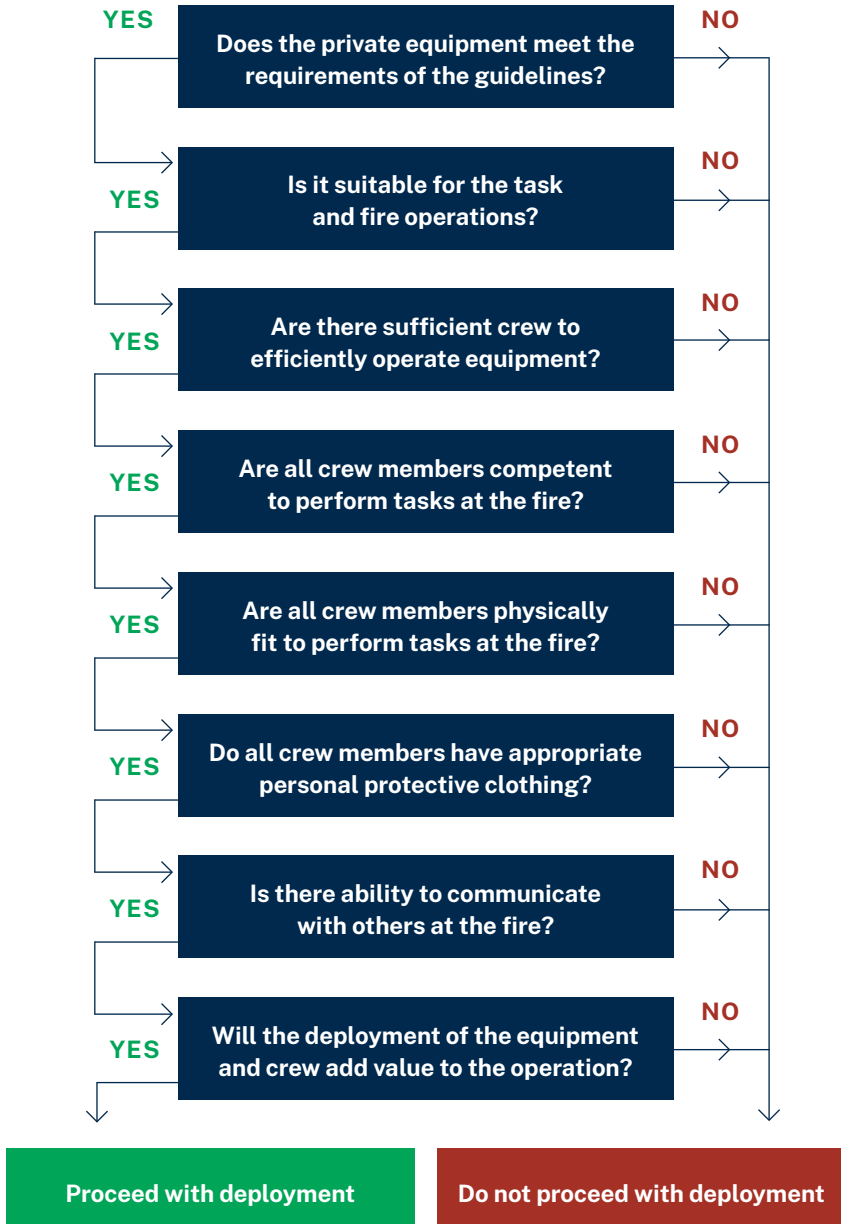 YES
NO
Does the private equipment meet the
requirements of the guidelines?
NO
YES
Is it suitable for the task
and fire operations?
NO
YES
Are there sufficient crew to
efficiently operate equipment?
NO
YES
Are all crew members competent
to perform tasks at the fire?
NO
YES
Are all crew members physically
fit to perform tasks at the fire?
NO
YES
Do all crew members have appropriate
personal protective clothing?
NO
YES
Is there ability to communicate
with others at the fire?
NO
YES
Will the deployment of the equipment
and crew add value to the operation?
Proceed with deployment
Do not proceed with deployment